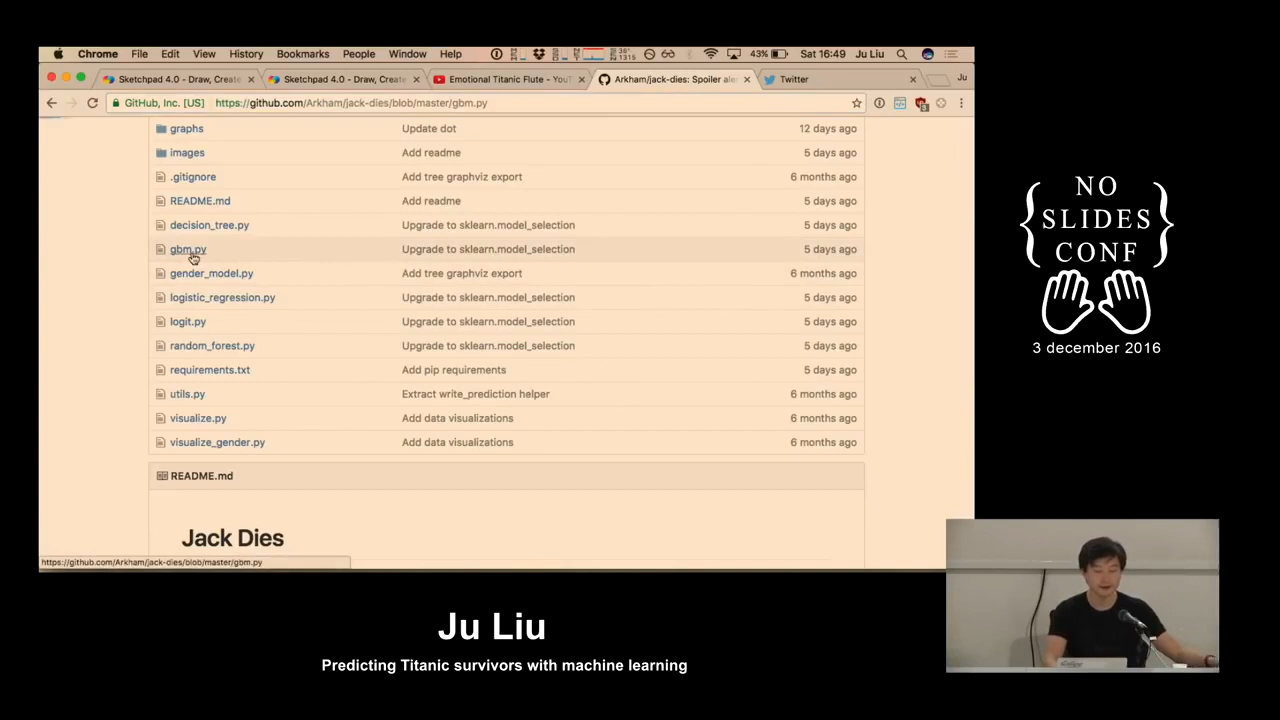 Chrome File Edit View History Bookmarks People Window Help 43% Sat 16:49 Ju Liu
Sketchpad 4.0 - Draw, Create Sketchpad 4.0 - Draw, Create Emotional Titanic Flute - YouT Arkham/jack-dies: Spoiler ale Twitter Ju
GitHub, Inc. [US] https://github.com/Arkham/jack-dies/blob/master/gbm.py
graphs Update dot 12 days ago
images Add readme 5 days ago
.gitignore Add tree graphviz export 6 months ago
README.md Add readme 5 days ago
decision_tree.py Upgrade to sklearn.model_selection 5 days ago
gbm.py Upgrade to sklearn.model_selection 5 days ago
gender_model.py Add tree graphviz export 6 months ago
logistic_regression.py Upgrade to sklearn.model_selection 5 days ago
logit.py Upgrade to sklearn.model_selection 5 days ago
random_forest.py Upgrade to sklearn.model_selection 5 days ago
requirements.txt Add pip requirements 5 days ago
utils.py Extract write_prediction helper 6 months ago
visualize.py Add data visualizations 6 months ago
visualize_gender.py Add data visualizations 6 months ago
README.md
Jack Dies
https://github.com/Arkham/jack-dies/blob/master/gbm.py
NO
SLIDES
CONF
3 december 2016
Ju Liu
Predicting Titanic survivors with machine learning